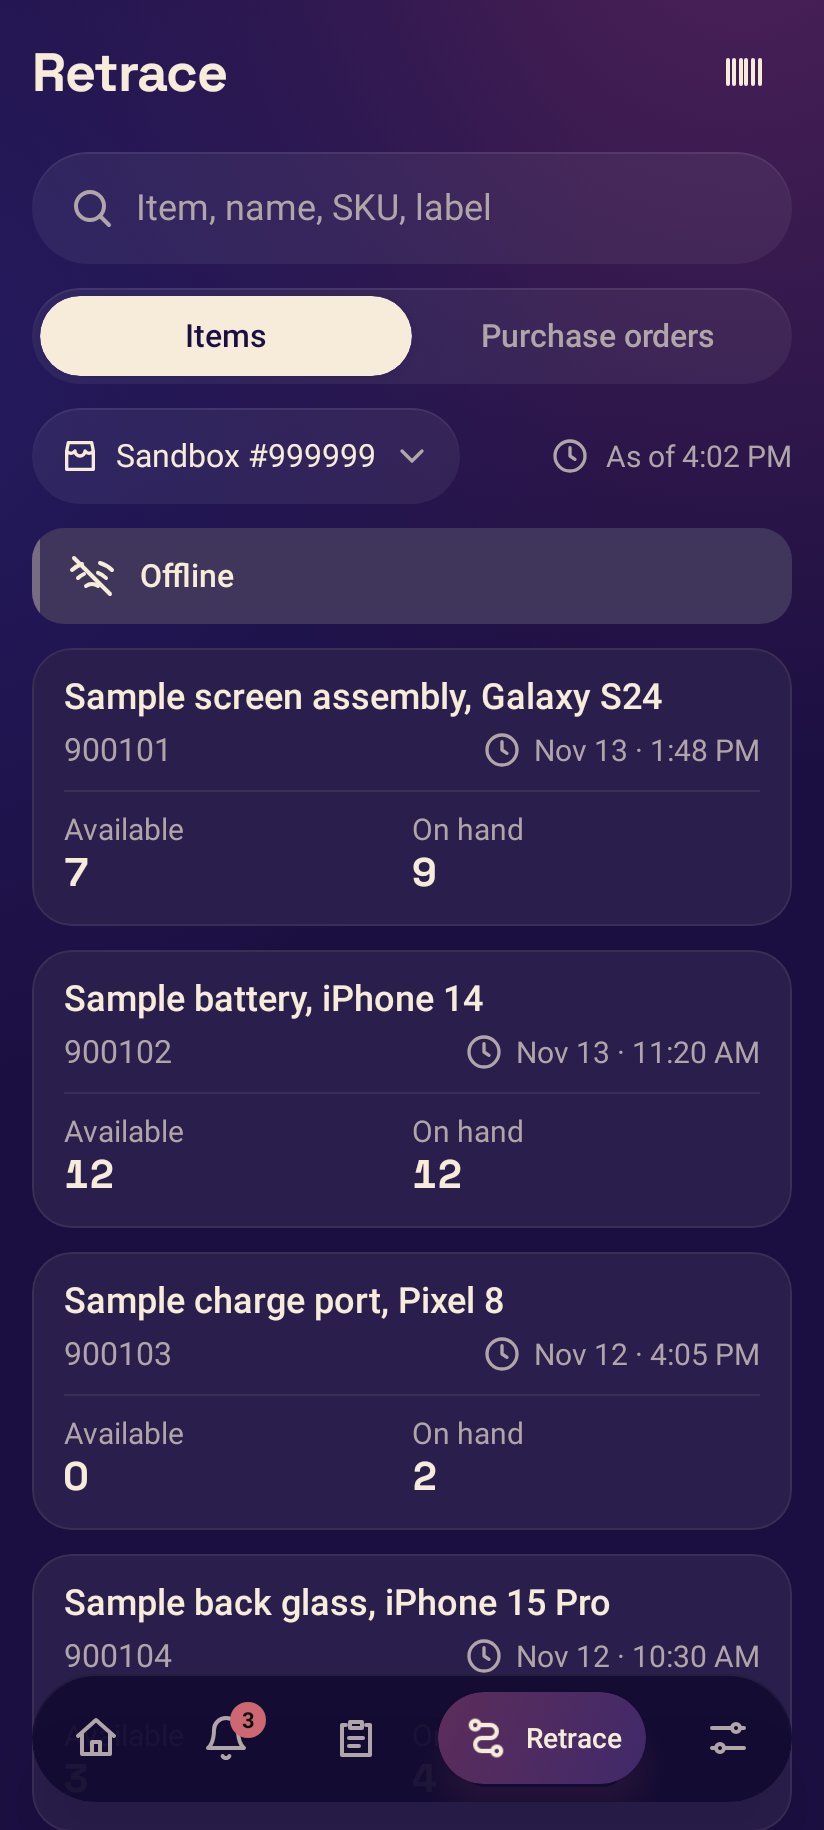 Retrace
Item, name, SKU, label
Items
Purchase orders
Sandbox #999999
As of 4:02 PM
Offline
Sample screen assembly, Galaxy S24
900101
Nov 13 · 1:48 PM
Available
On hand
7
9
Sample battery, iPhone 14
900102
Nov 13 · 11:20 AM
Available
On hand
12
12
Sample charge port, Pixel 8
900103
Nov 12 · 4:05 PM
Available
On hand
0
2
Sample back glass, iPhone 15 Pro
900104
Nov 12 · 10:30 AM
3
Retrace
3
4